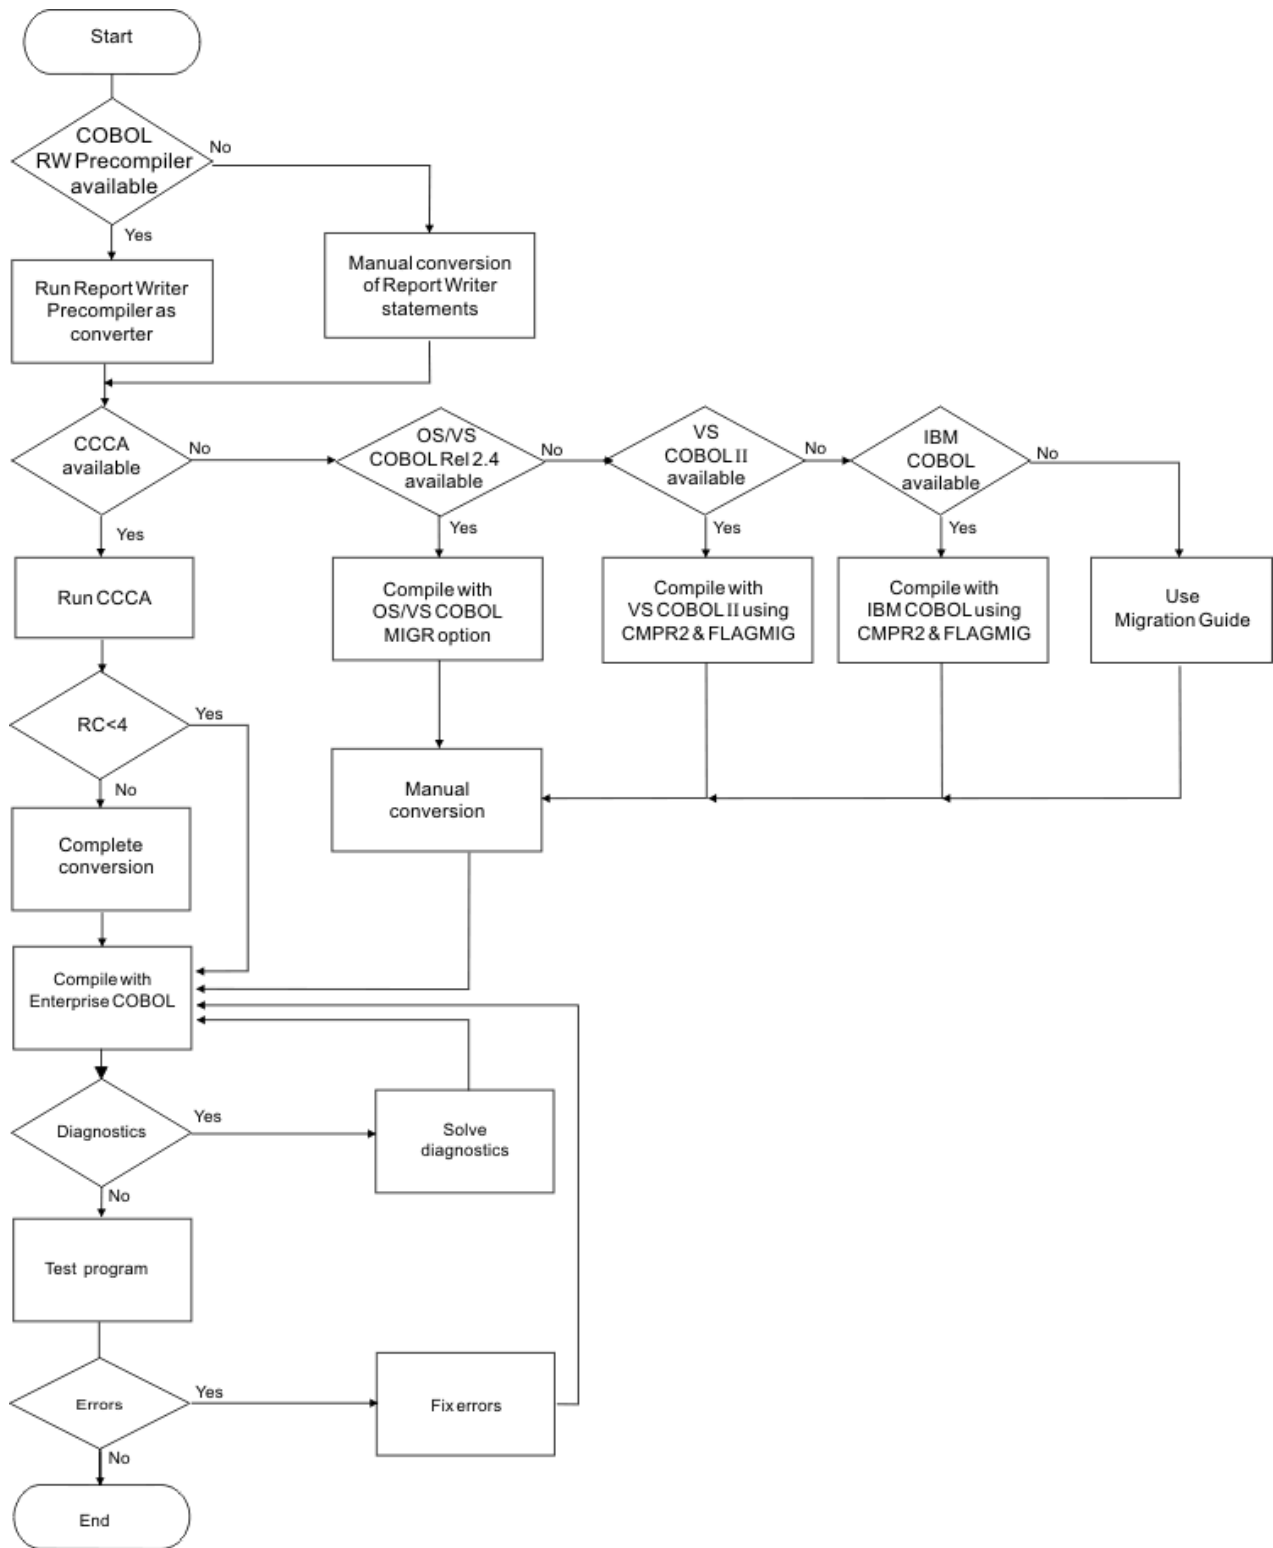 Start
COBOL
RW Precompiler
available
No
Yes
Run Report Writer
Precompiler as
converter
Manual conversion
of Report Writer
statements
CCCA
available
No
OS/VS
COBOL Rel 2.4
available
No
VS
COBOL II
available
No
IBM
COBOL
available
No
Yes
Yes
Yes
Yes
Run CCCA
Compile with
OS/VS COBOL
MIGR option
Compile with
VS COBOL II using
CMPR2 & FLAGMIG
Compile with
IBM COBOL using
CMPR2 & FLAGMIG
Use
Migration Guide
RC<4
Yes
No
Manual
conversion
Complete
conversion
Compile with
Enterprise COBOL
Diagnostics
Yes
Solve
diagnostics
No
Test program
Errors
Yes
Fix errors
No
End